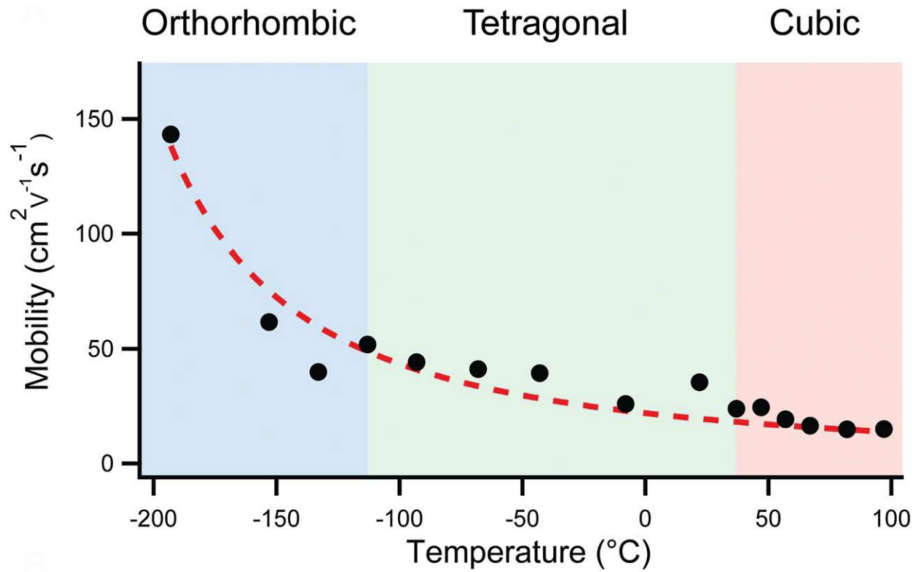 Orthorhombic Tetragonal Cubic
150
100
50
0
Mobility (cm²v⁻¹s⁻¹)
-200 -150 -100 -50 0 50 100
Temperature (°C)